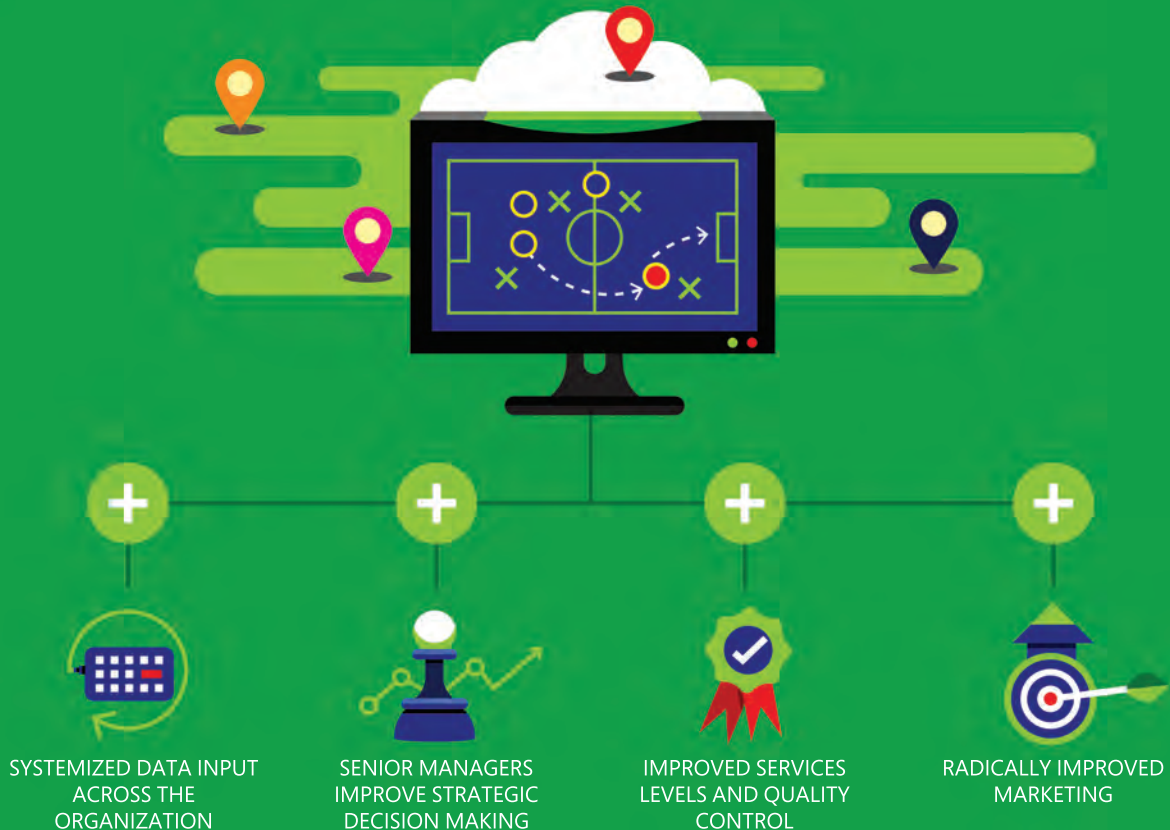 SYSTEMIZED DATA INPUT
ACROSS THE
ORGANIZATION
SENIOR MANAGERS
IMPROVE STRATEGIC
DECISION MAKING
IMPROVED SERVICES
LEVELS AND QUALITY
CONTROL
RADICALLY IMPROVED
MARKETING